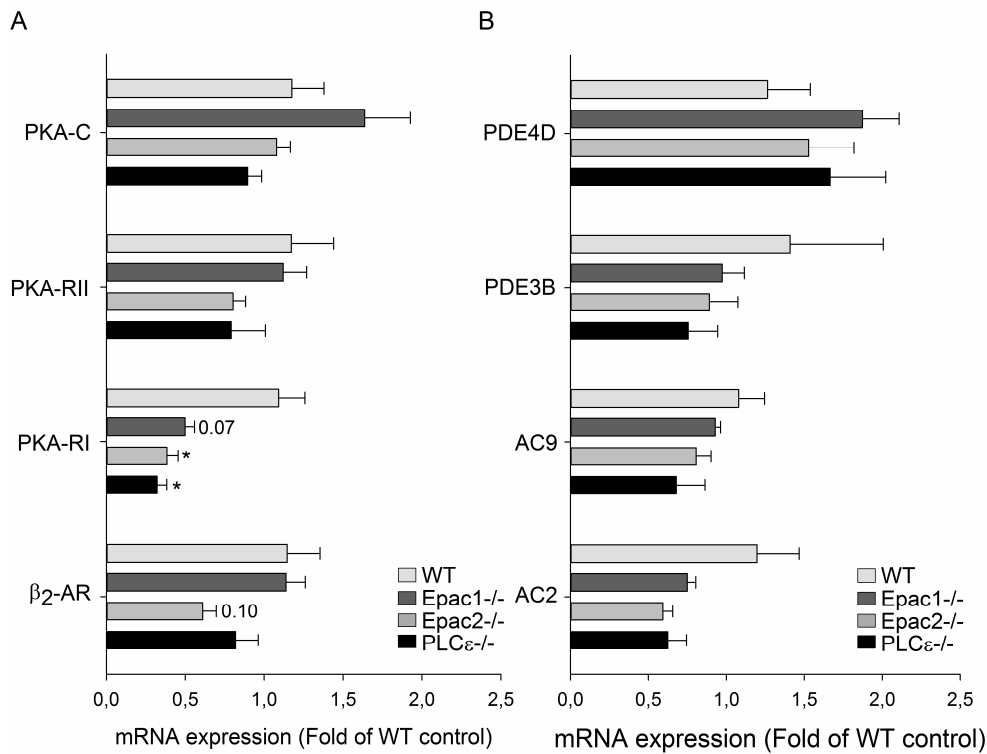 A
PKA-C
PKA-RII
PKA-RI
0.07
*
*
β2-AR
0.10
WT
Epac1-/-
Epac2-/-
PLCε-/-
0,0 0,5 1,0 1,5 2,0 2,5
mRNA expression (Fold of WT control)
B
PDE4D
PDE3B
AC9
AC2
WT
Epac1-/-
Epac2-/-
PLCε-/-
0,0 0,5 1,0 1,5 2,0 2,5
mRNA expression (Fold of WT control)